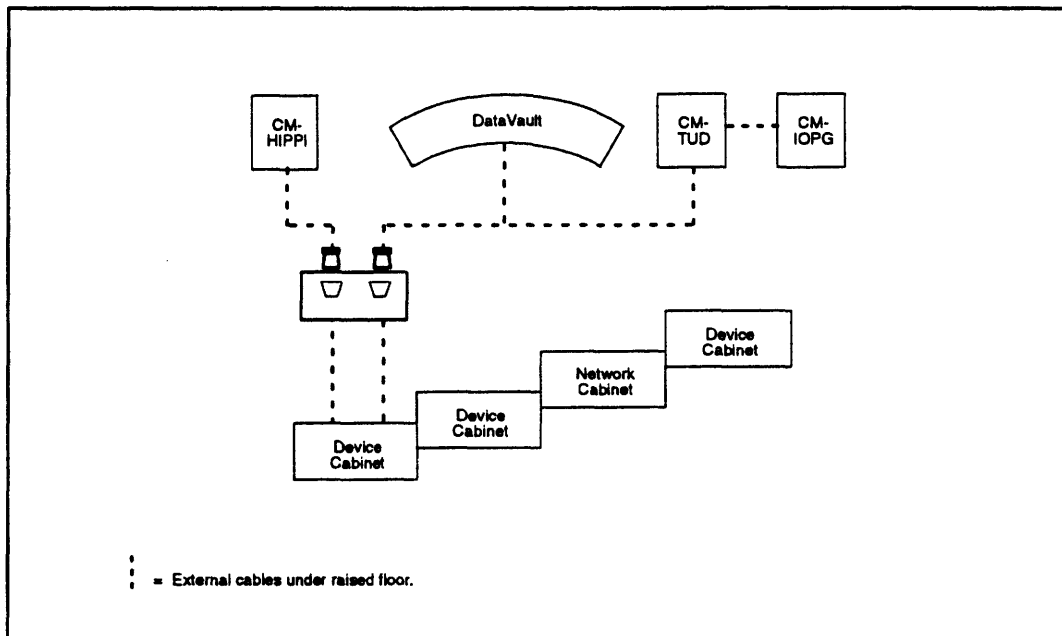 CM-
HIPPI
DataVault
CM-
TUD
CM-
IOPG
Device
Cabinet
Network
Cabinet
Device
Cabinet
Device
Cabinet
= External cables under raised floor.